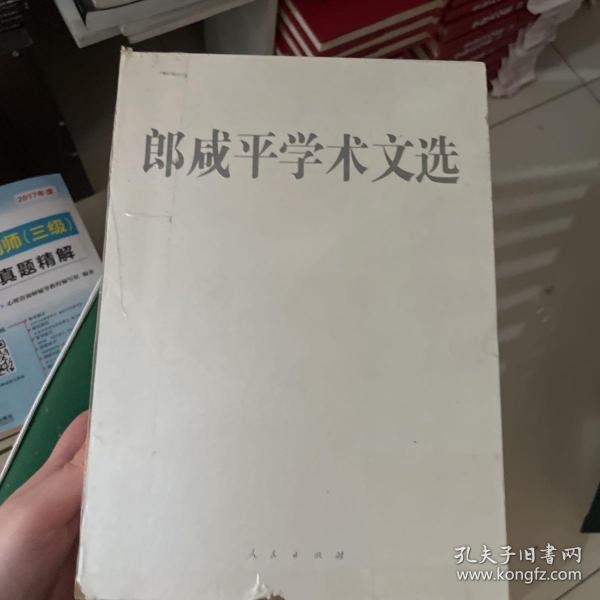 郎咸平学术文选
人民出版社
2017年度
师(三级)
真题精解
孔夫子旧书网
www.kongfz.com